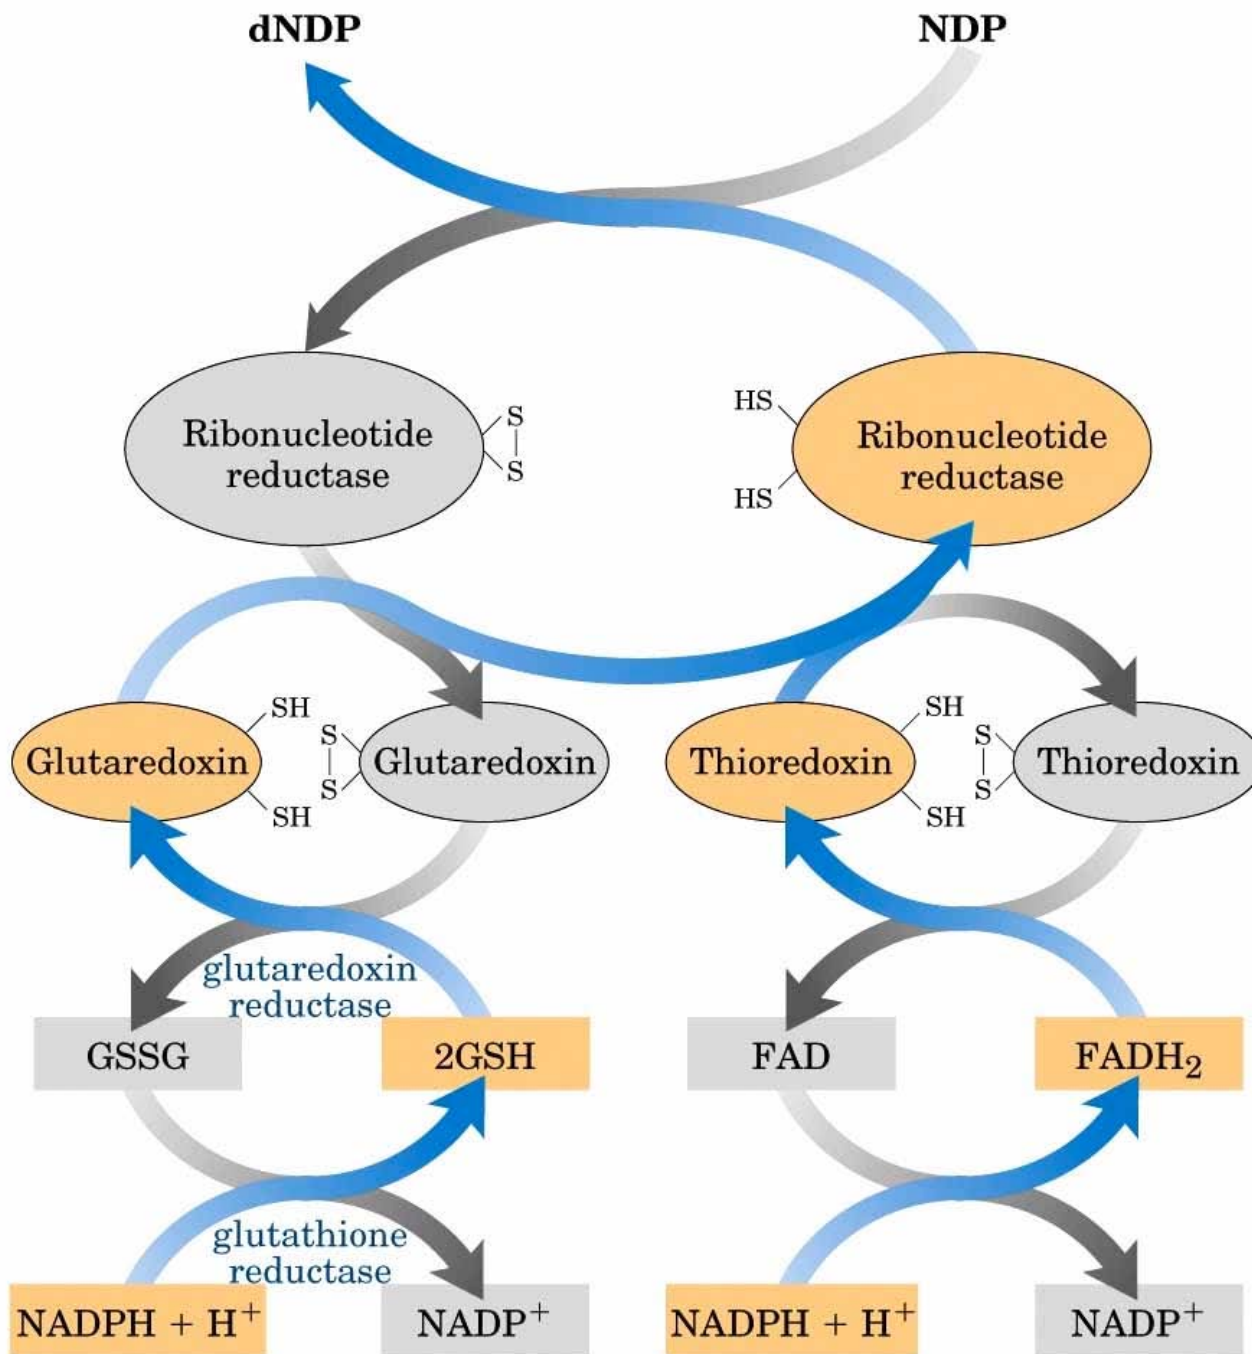 dNDP
NDP
Ribonucleotide
reductase
S
S
HS
HS
Ribonucleotide
reductase
Glutaredoxin
SH
SH
S
S
Glutaredoxin
Thioredoxin
SH
SH
S
S
Thioredoxin
glutaredoxin
reductase
GSSG
2GSH
FAD
FADH₂
glutathione
reductase
NADPH + H⁺
NADP⁺
NADPH + H⁺
NADP⁺